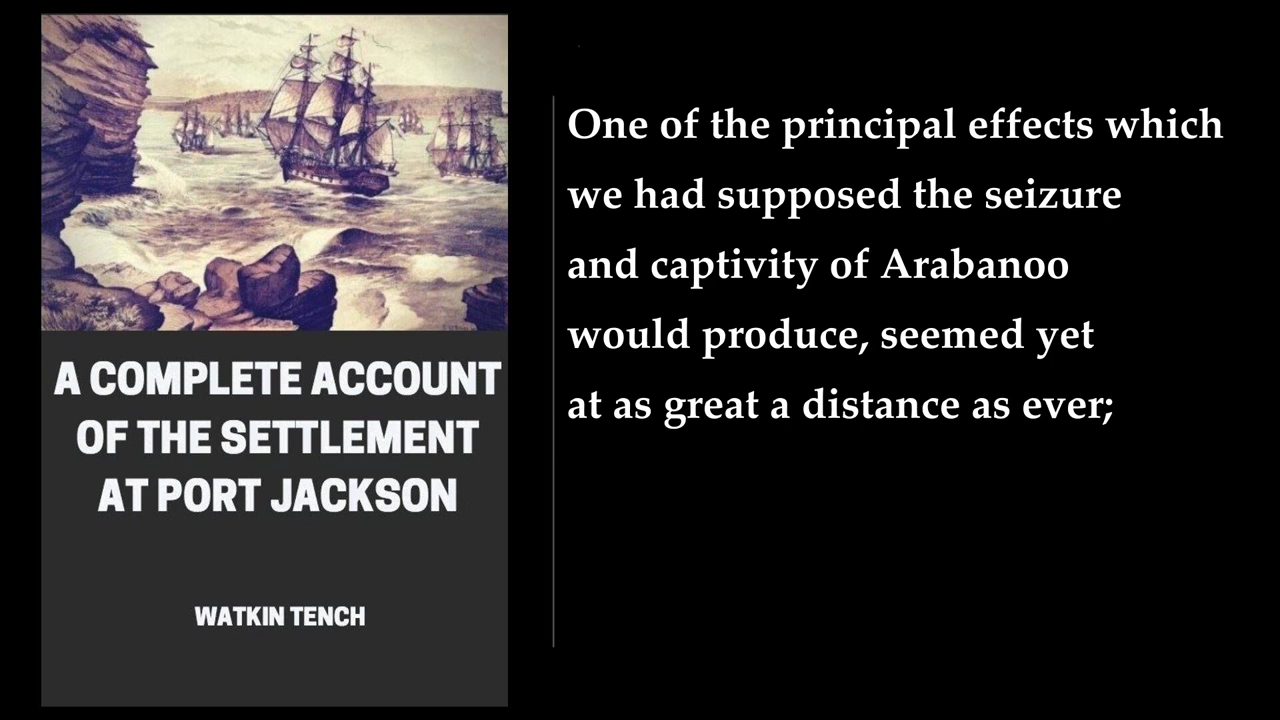 A COMPLETE ACCOUNT
OF THE SETTLEMENT
AT PORT JACKSON
WATKIN TENCH
One of the principal effects which
we had supposed the seizure
and captivity of Arabanoo
would produce, seemed yet
at as great a distance as ever;